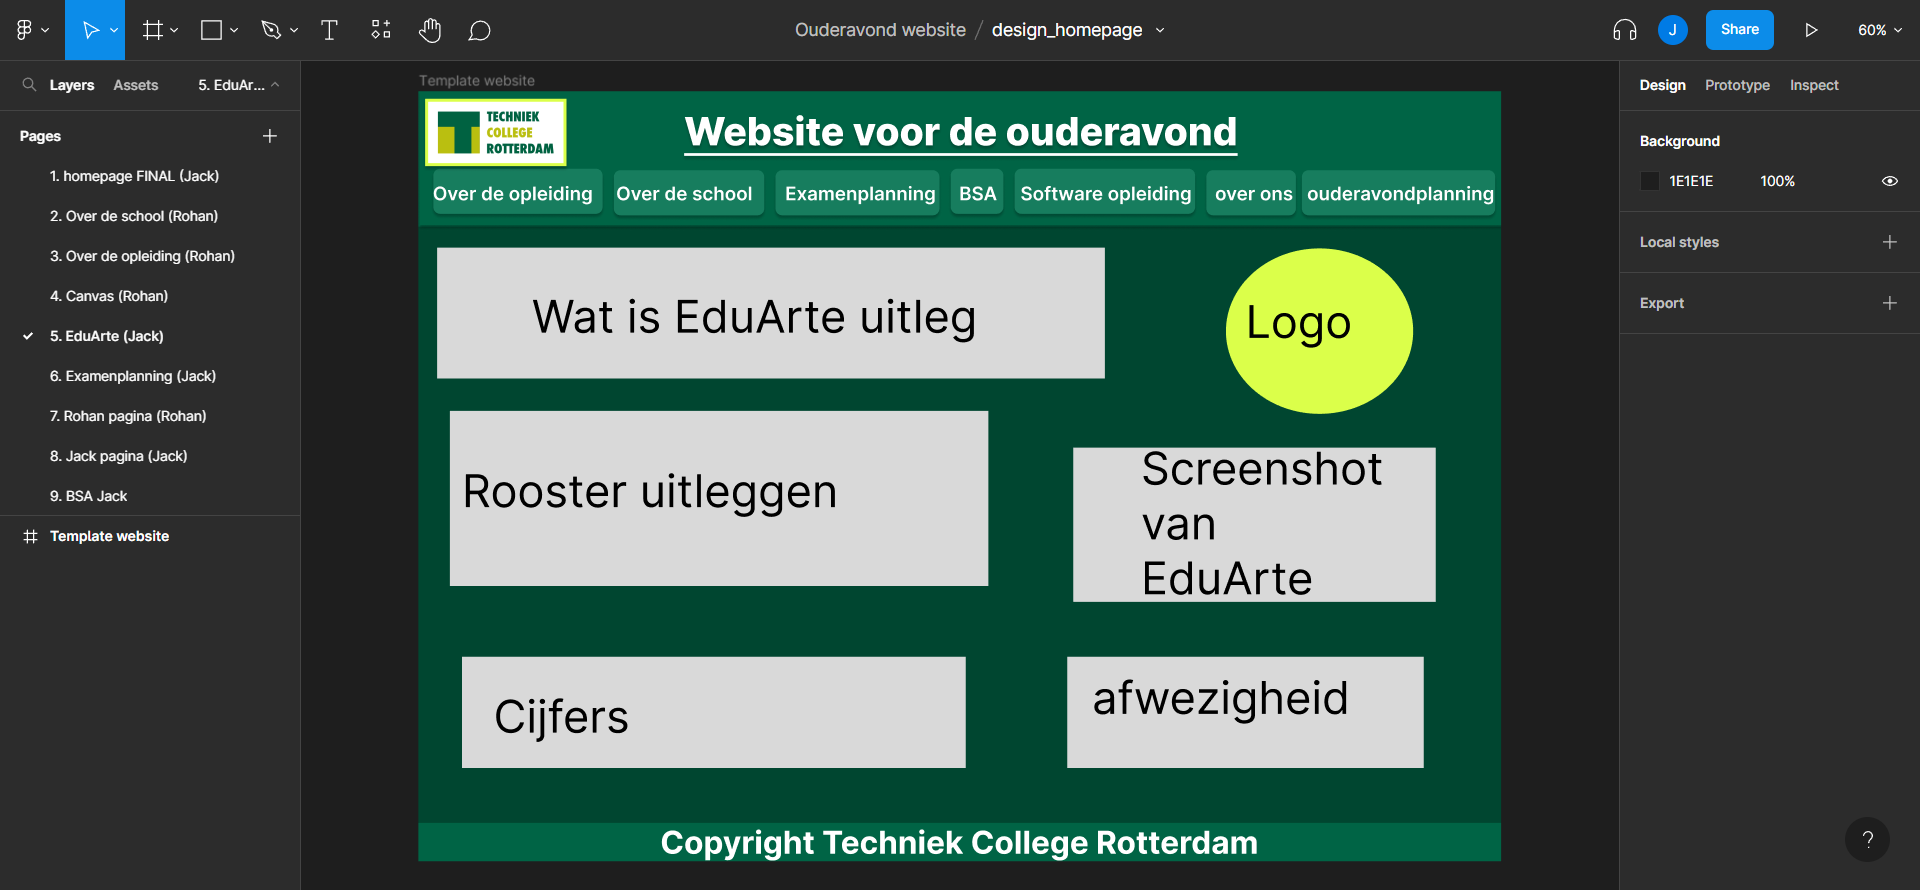 Ouderavond website / design_homepage
J
Share
60%
Layers
Assets
5. EduAr...
Pages
1. homepage FINAL (Jack)
2. Over de school (Rohan)
3. Over de opleiding (Rohan)
4. Canvas (Rohan)
5. EduArte (Jack)
6. Examenplanning (Jack)
7. Rohan pagina (Rohan)
8. Jack pagina (Jack)
9. BSA Jack
Template website
Template website
TECHNIEK
COLLEGE
ROTTERDAM
Website voor de ouderavond
Over de opleiding
Over de school
Examenplanning
BSA
Software opleiding
over ons
ouderavondplanning
Wat is EduArte uitleg
Logo
Rooster uitleggen
Screenshot
van
EduArte
Cijfers
afwezigheid
Copyright Techniek College Rotterdam
Design
Prototype
Inspect
Background
1E1E1E
100%
Local styles
Export
?